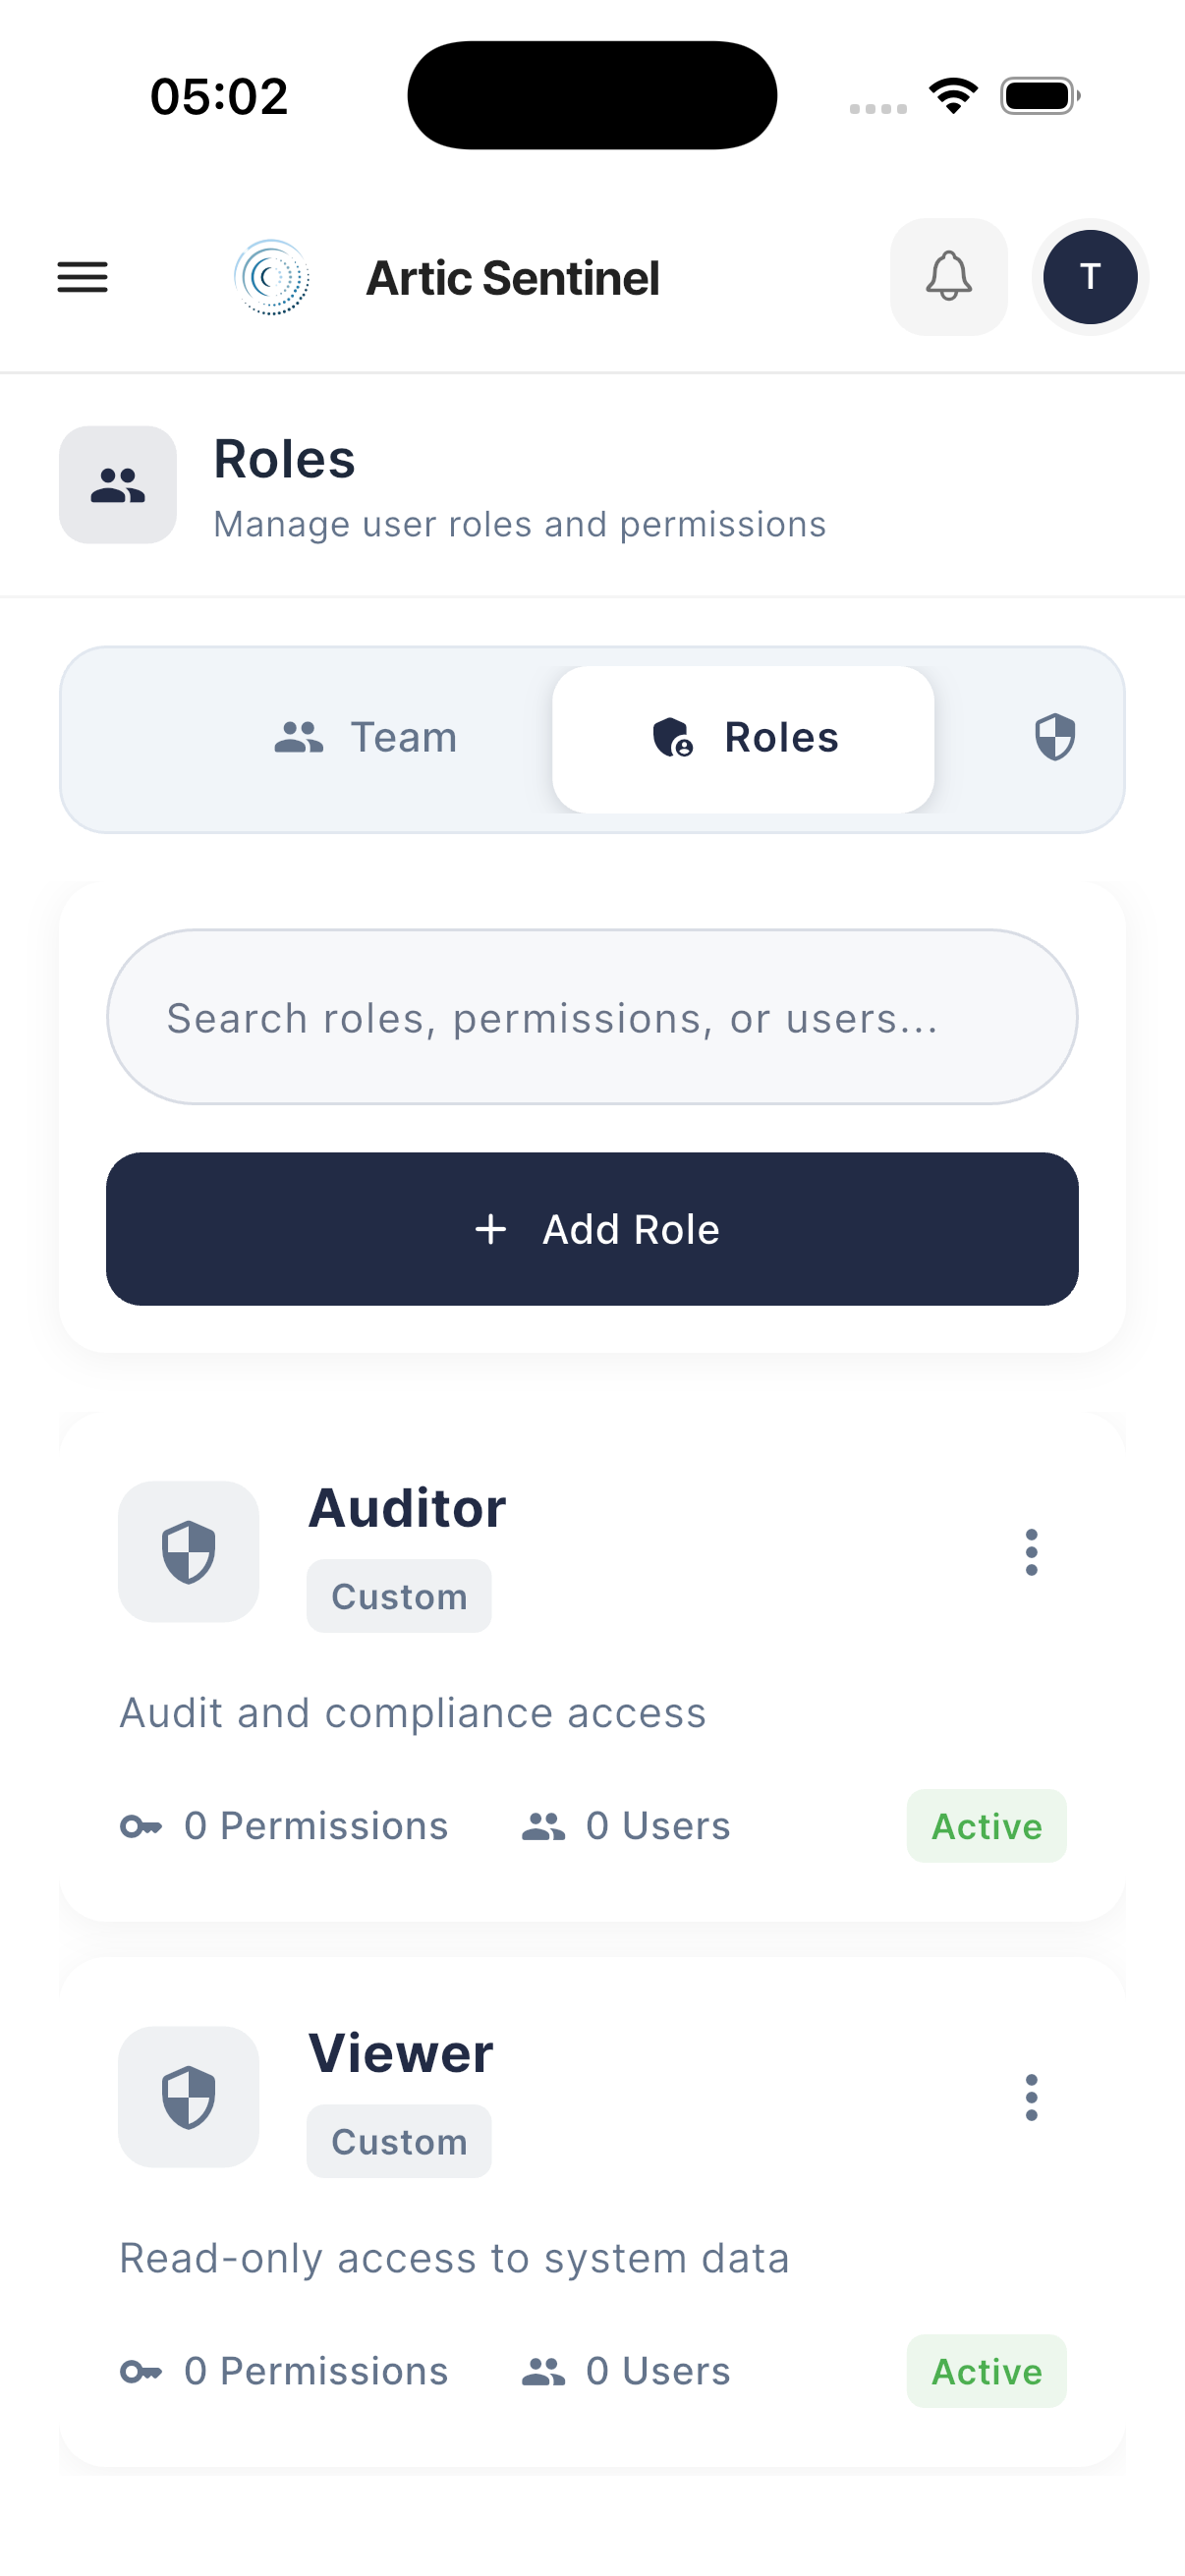 05:02
Artic Sentinel
T
Roles
Manage user roles and permissions
Team
Roles
Search roles, permissions, or users...
+ Add Role
Auditor
Custom
Audit and compliance access
0 Permissions
0 Users
Active
Viewer
Custom
Read-only access to system data
0 Permissions
0 Users
Active